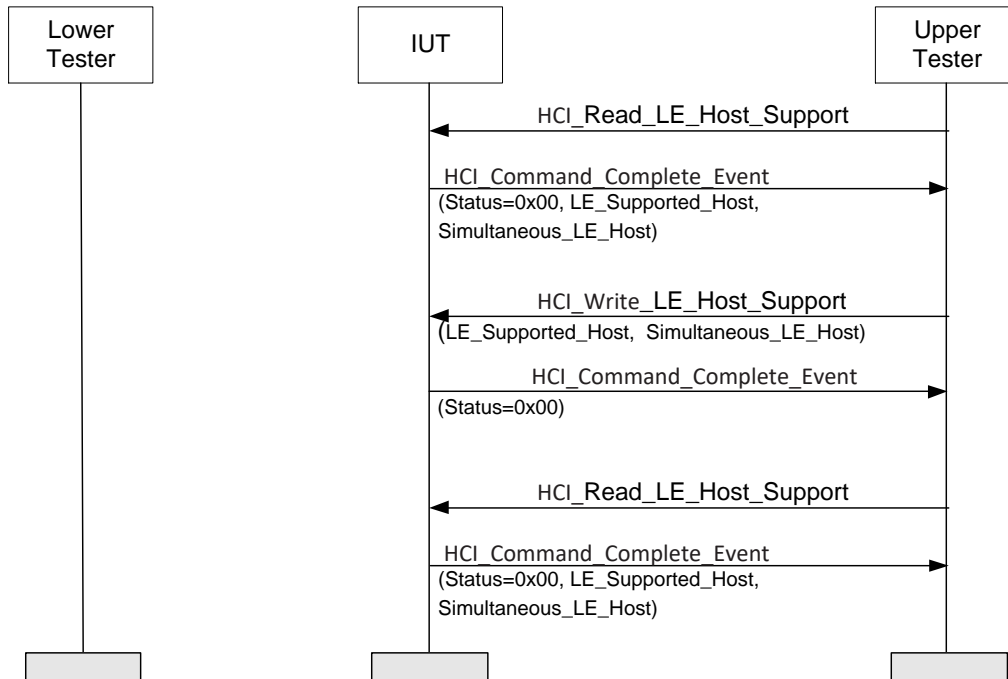 Lower
Tester
IUT
Upper
Tester
HCI_Read_LE_Host_Support
HCI_Command_Complete_Event
(Status=0x00, LE_Supported_Host,
Simultaneous_LE_Host)
HCI_Write_LE_Host_Support
(LE_Supported_Host, Simultaneous_LE_Host)
HCI_Command_Complete_Event
(Status=0x00)
HCI_Read_LE_Host_Support
HCI_Command_Complete_Event
(Status=0x00, LE_Supported_Host,
Simultaneous_LE_Host)